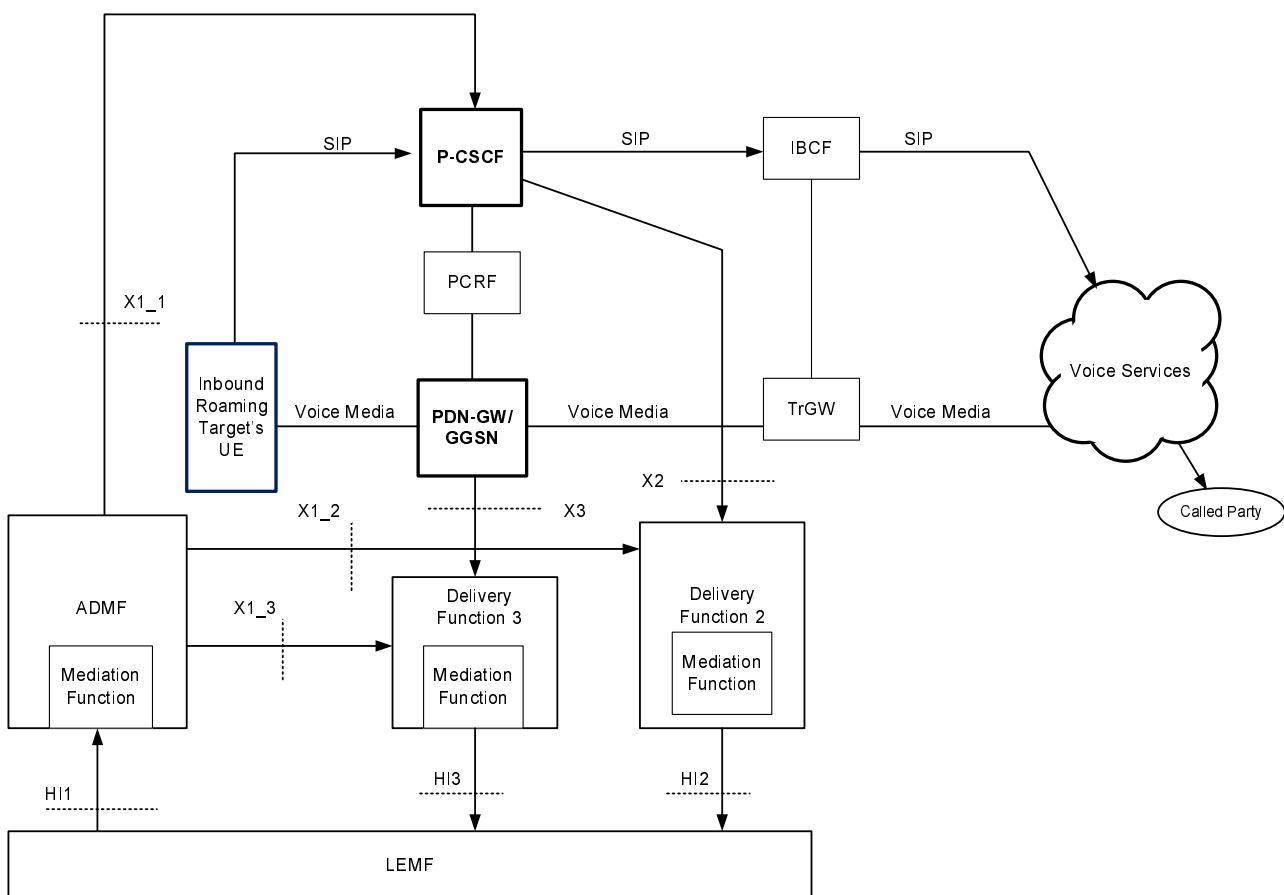 SIP
P-CSCF
SIP
IBCF
SIP
PCRF
X1_1
Inbound
Roaming
Target's
UE
Voice Media
PDN-GW/
GGSN
Voice Media
TrGW
Voice Media
Voice Services
X2
X1_2
X3
Called Party
ADMF
X1_3
Delivery
Function 3
Delivery
Function 2
Mediation
Function
Mediation
Function
Mediation
Function
HI1
HI3
HI2
LEMF